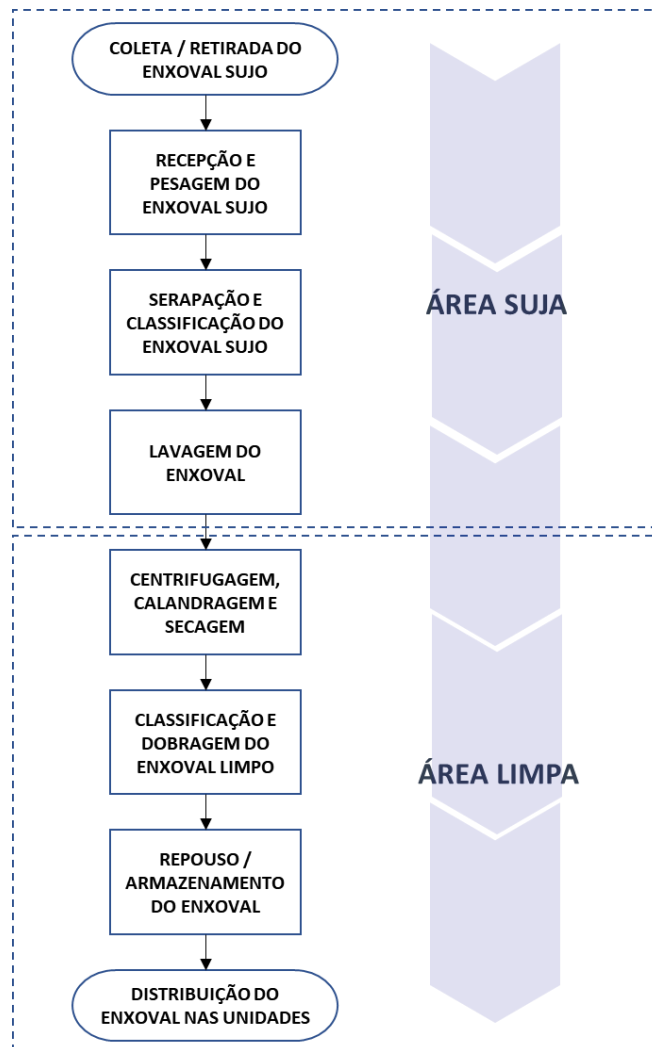 COLETA / RETIRADA DO
ENXOVAL SUJO
RECEPÇÃO E
PESAGEM DO
ENXOVAL SUJO
SERAPAÇÃO E
CLASSIFICAÇÃO DO
ENXOVAL SUJO
ÁREA SUJA
LAVAGEM DO
ENXOVAL
CENTRIFUGAGEM,
CALANDRAGEM E
SECAGEM
CLASSIFICAÇÃO E
DOBRAGEM DO
ENXOVAL LIMPO
ÁREA LIMPA
REPOUSO /
ARMAZENAMENTO
DO ENXOVAL
DISTRIBUIÇÃO DO
ENXOVAL NAS UNIDADES